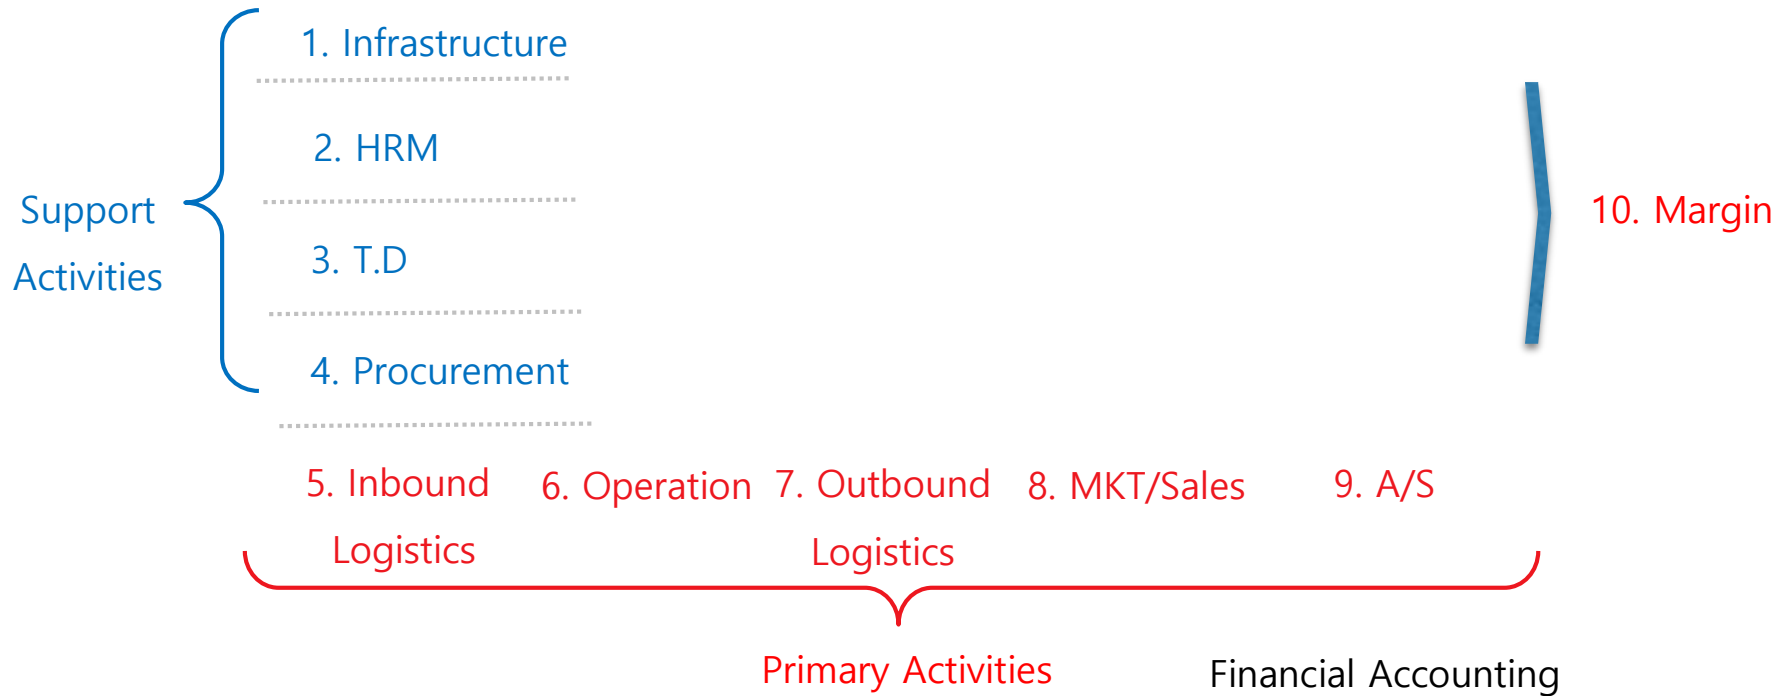 1. Infrastructure
2. HRM
Support
Activities
3. T.D
4. Procurement
10. Margin
5. Inbound
Logistics
6. Operation
7. Outbound
Logistics
8. MKT/Sales
9. A/S
Primary Activities
Financial Accounting